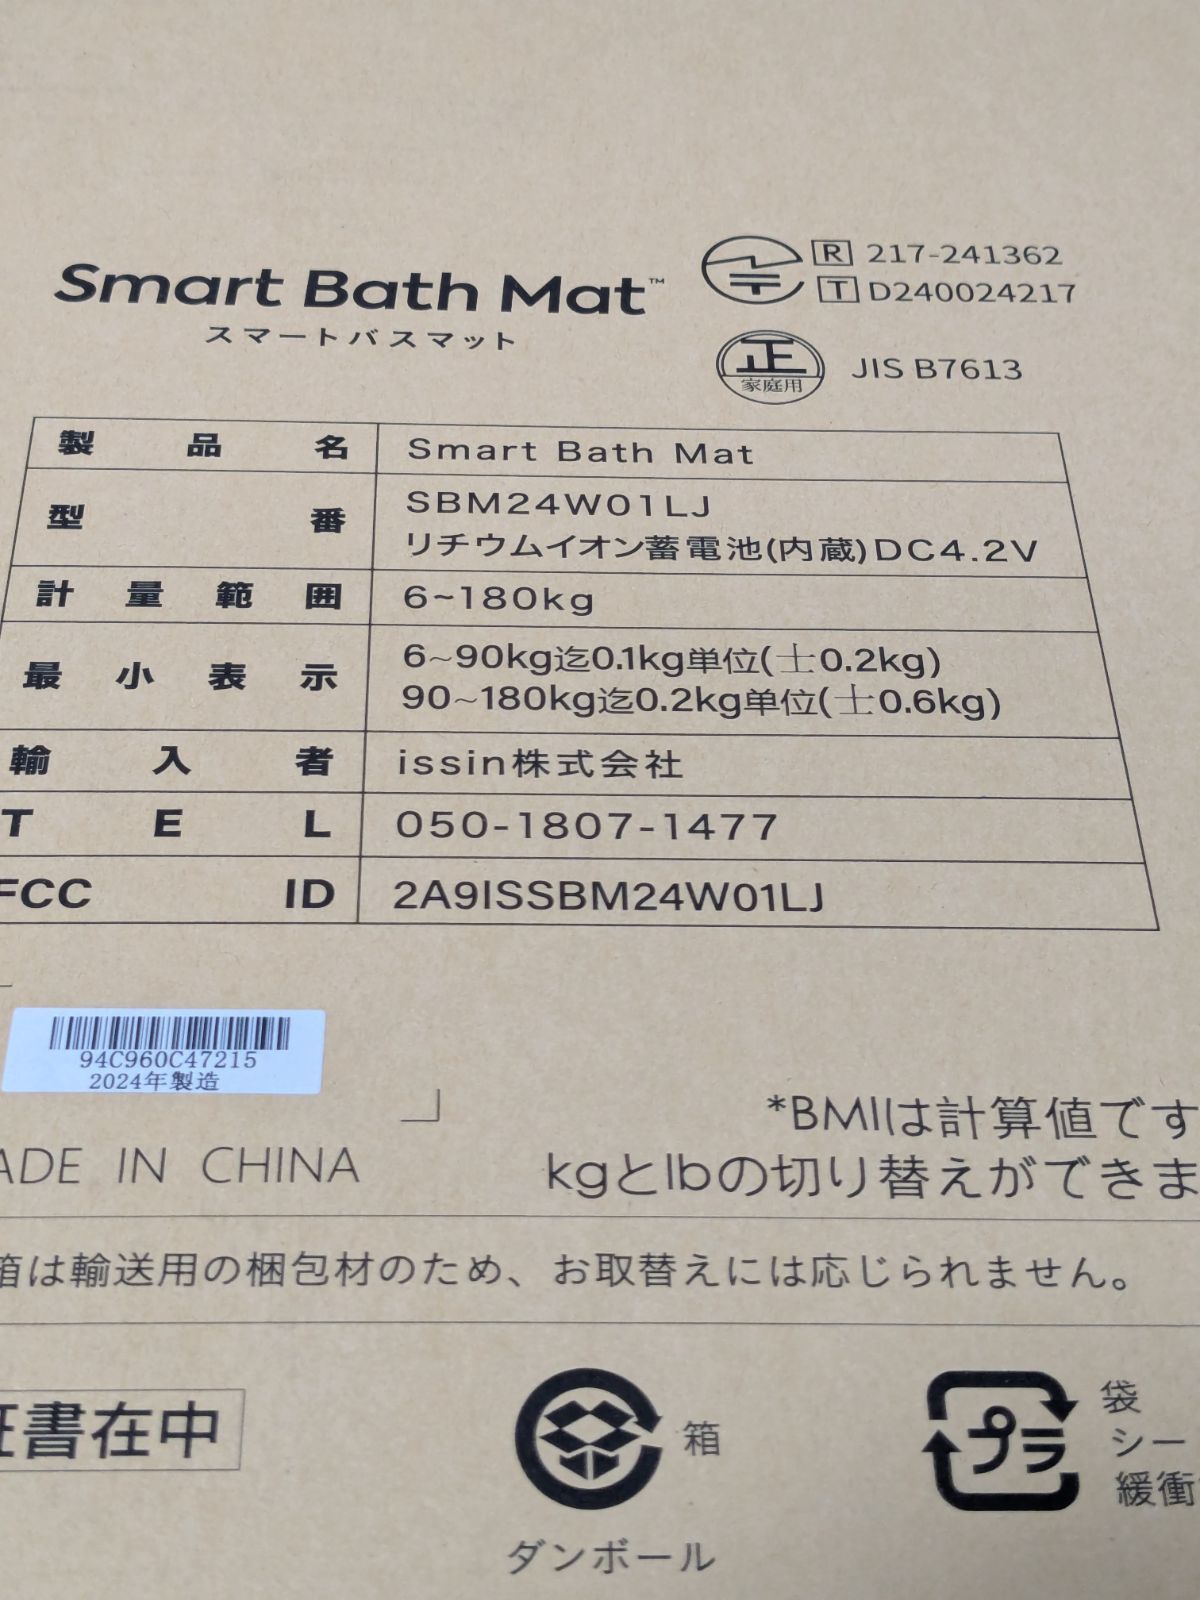 Smart Bath Mat™
スマートバスマット
R 217-241362
T D240024217
正
家庭用
JIS B7613
製品名 Smart Bath Mat
型番 SBM24W01LJ
リチウムイオン蓄電池(内蔵)DC4.2V
計量範囲 6~180kg
最小表示 6~90kg迄0.1kg単位(±0.2kg)
90~180kg迄0.2kg単位(±0.6kg)
輸入者 issin株式会社
TEL 050-1807-1477
FCC ID 2A9ISSBM24W01LJ
94C960C47215
2024年製造
*BMIは計算値です
ADE IN CHINA
kgとlbの切り替えができま
箱は輸送用の梱包材のため、お取替えには応じられません。
証書在中
箱
ダンボール
プラ
袋
シー
緩衝